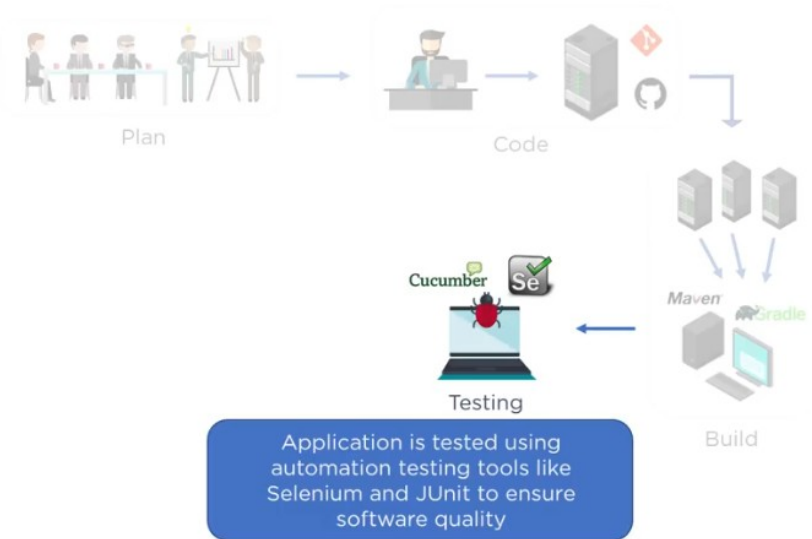 Plan
Code
Cucumber
Se
Maven
Gradle
Testing
Build
Application is tested using
automation testing tools like
Selenium and JUnit to ensure
software quality